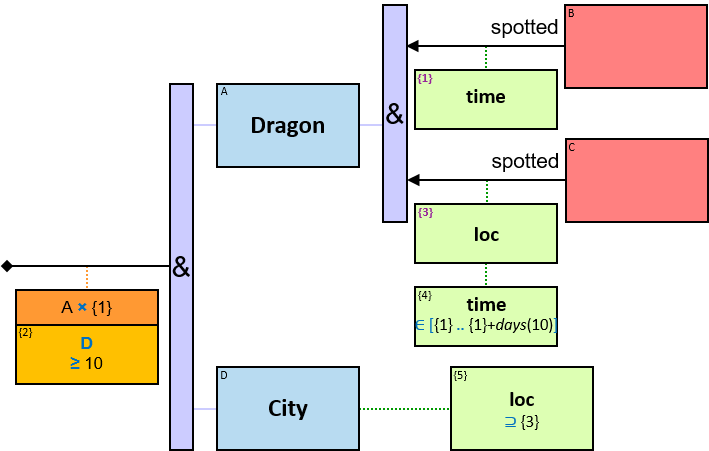 B
spotted
{1}
time
A
Dragon
&
C
spotted
{3}
loc
&
A × {1}
{2}
D
≥ 10
{4}
time
∈ [{1} .. {1}+days(10)]
D
City
{5}
loc
⊇ {3}